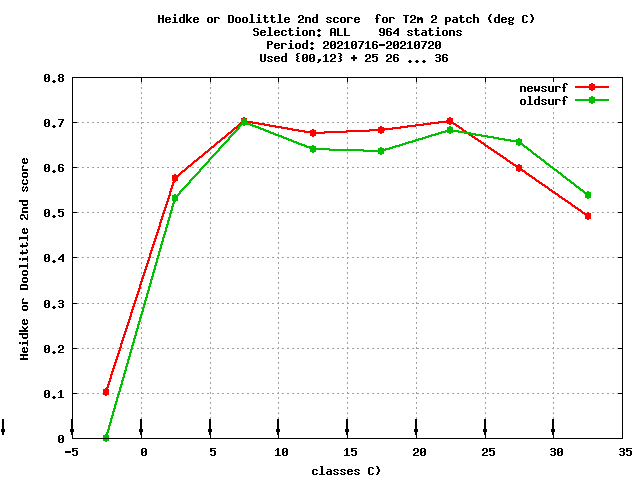 Heidke or Doolittle 2nd score  for T2m 2 patch (deg C)
Selection: ALL    964 stations
Period: 20210716-20210720
Used {00,12} + 25 26 ... 36
newsurf
oldsurf
Heidke or Doolittle 2nd score
0.8
0.7
0.6
0.5
0.4
0.3
0.2
0.1
0
-5 0 5 10 15 20 25 30 35
classes C)